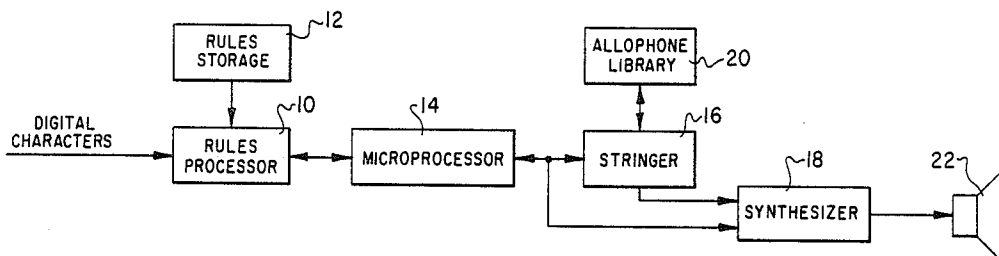 RULES
STORAGE
12
ALLOPHONE
LIBRARY
20
DIGITAL
CHARACTERS
10
RULES
PROCESSOR
14
MICROPROCESSOR
16
STRINGER
18
SYNTHESIZER
22